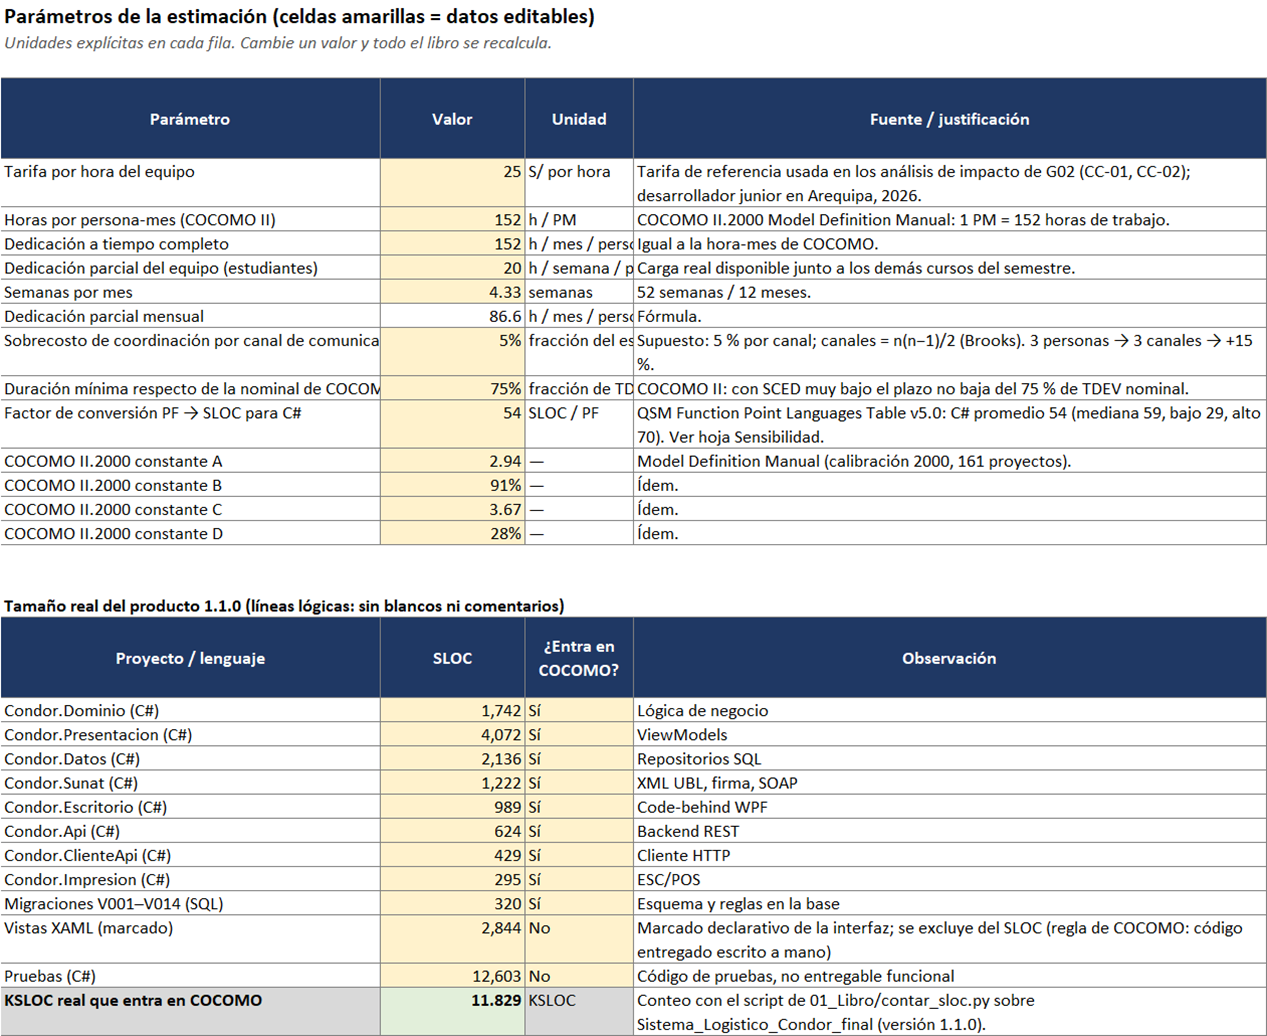 Parámetros de la estimación (celdas amarillas = datos editables)
Unidades explícitas en cada fila. Cambie un valor y todo el libro se recalcula.
Parámetro Valor Unidad Fuente / justificación
Tarifa por hora del equipo 25 S/ por hora Tarifa de referencia usada en los análisis de impacto de G02 (CC-01, CC-02);
desarrollador junior en Arequipa, 2026.
Horas por persona-mes (COCOMO II) 152 h / PM COCOMO II.2000 Model Definition Manual: 1 PM = 152 horas de trabajo.
Dedicación a tiempo completo 152 h / mes / perso Igual a la hora-mes de COCOMO.
Dedicación parcial del equipo (estudiantes) 20 h / semana / p Carga real disponible junto a los demás cursos del semestre.
Semanas por mes 4.33 semanas 52 semanas / 12 meses.
Dedicación parcial mensual 86.6 h / mes / perso Fórmula.
Sobrecosto de coordinación por canal de comunica 5% fracción del es Supuesto: 5 % por canal; canales = n(n−1)/2 (Brooks). 3 personas → 3 canales → +15
%.
Duración mínima respecto de la nominal de COCOM 75% fracción de TD COCOMO II: con SCED muy bajo el plazo no baja del 75 % de TDEV nominal.
Factor de conversión PF → SLOC para C# 54 SLOC / PF QSM Function Point Languages Table v5.0: C# promedio 54 (mediana 59, bajo 29, alto
70). Ver hoja Sensibilidad.
COCOMO II.2000 constante A 2.94 — Model Definition Manual (calibración 2000, 161 proyectos).
COCOMO II.2000 constante B 91% — Ídem.
COCOMO II.2000 constante C 3.67 — Ídem.
COCOMO II.2000 constante D 28% — Ídem.
Tamaño real del producto 1.1.0 (líneas lógicas: sin blancos ni comentarios)
Proyecto / lenguaje SLOC ¿Entra en
COCOMO? Observación
Condor.Dominio (C#) 1,742 Sí Lógica de negocio
Condor.Presentacion (C#) 4,072 Sí ViewModels
Condor.Datos (C#) 2,136 Sí Repositorios SQL
Condor.Sunat (C#) 1,222 Sí XML UBL, firma, SOAP
Condor.Escritorio (C#) 989 Sí Code-behind WPF
Condor.Api (C#) 624 Sí Backend REST
Condor.ClienteApi (C#) 429 Sí Cliente HTTP
Condor.Impresion (C#) 295 Sí ESC/POS
Migraciones V001–V014 (SQL) 320 Sí Esquema y reglas en la base
Vistas XAML (marcado) 2,844 No Marcado declarativo de la interfaz; se excluye del SLOC (regla de COCOMO: código
entregado escrito a mano)
Pruebas (C#) 12,603 No Código de pruebas, no entregable funcional
KSLOC real que entra en COCOMO 11.829 KSLOC Conteo con el script de 01_Libro/contar_sloc.py sobre
Sistema_Logistico_Condor_final (versión 1.1.0).